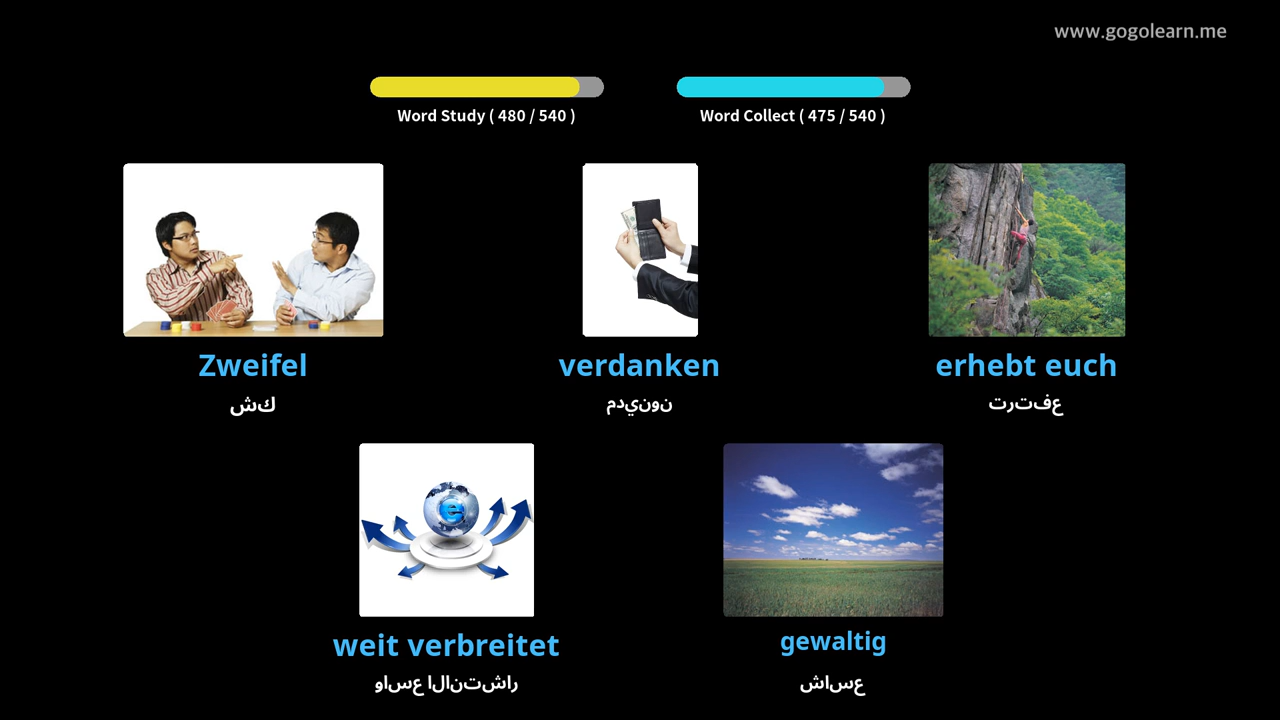 www.gogolearn.me
Word Study ( 480 / 540 )
Word Collect ( 475 / 540 )
Zweifel
شك
verdanken
مدينون
erhebt euch
ترتفع
weit verbreitet
واسع الانتشار
gewaltig
شاسع